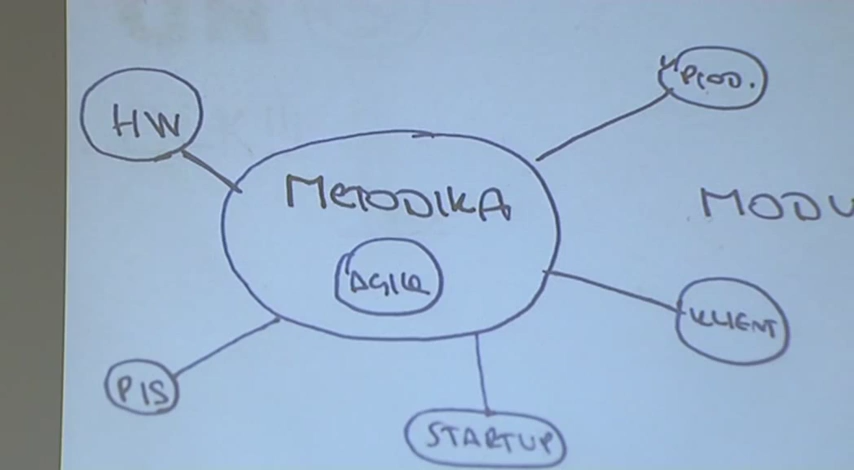 HW
PROD.
METODIKA
MODU
AGILE
KLIENT
PIS
STARTUP